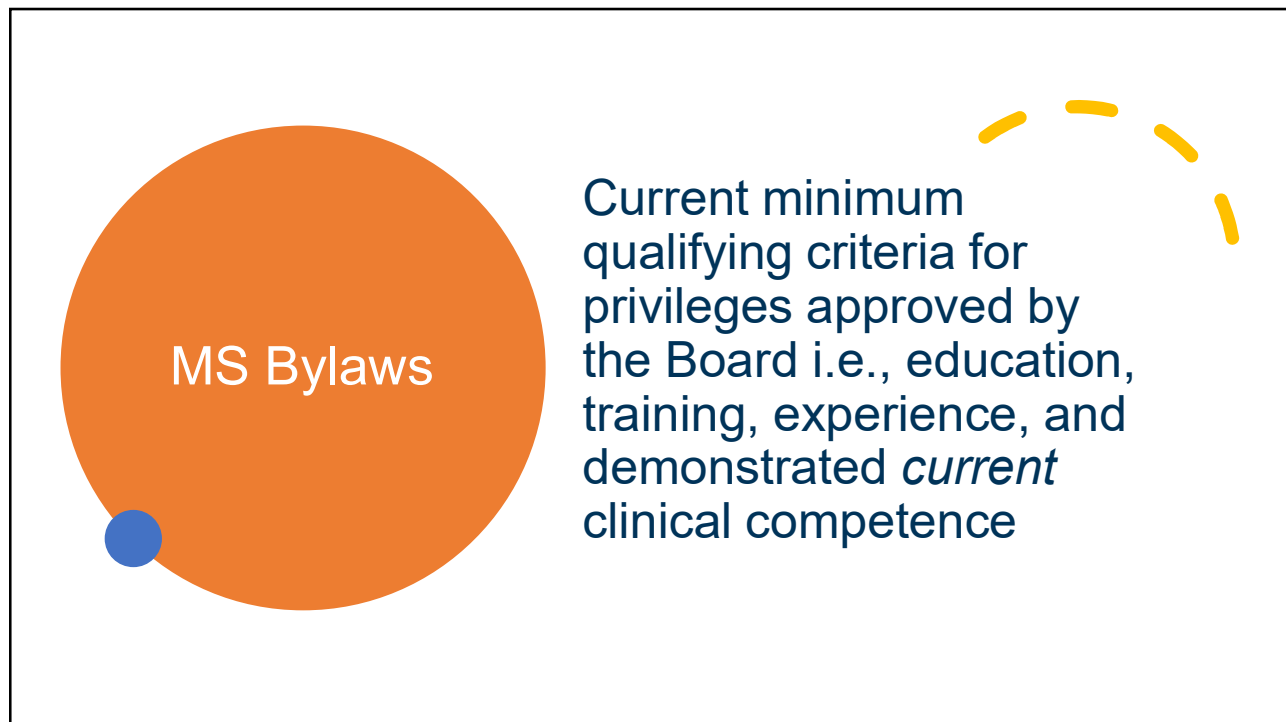 MS Bylaws
Current minimum
qualifying criteria for
privileges approved by
the Board i.e., education,
training, experience, and
demonstrated current
clinical competence